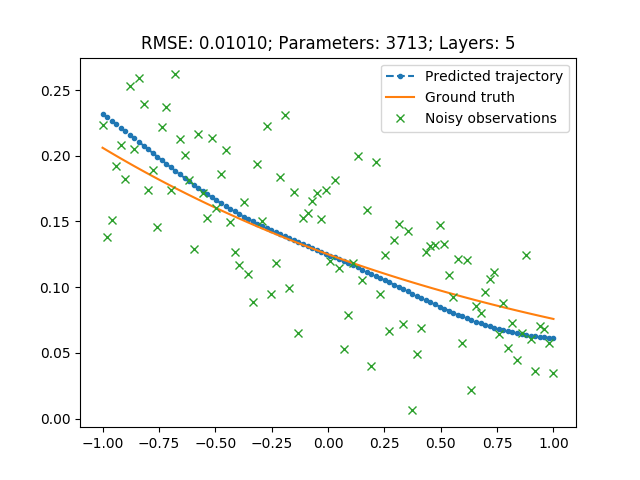 RMSE: 0.01010; Parameters: 3713; Layers: 5
Predicted trajectory
Ground truth
Noisy observations
0.25
0.20
0.15
0.10
0.05
0.00
−1.00 −0.75 −0.50 −0.25 0.00 0.25 0.50 0.75 1.00